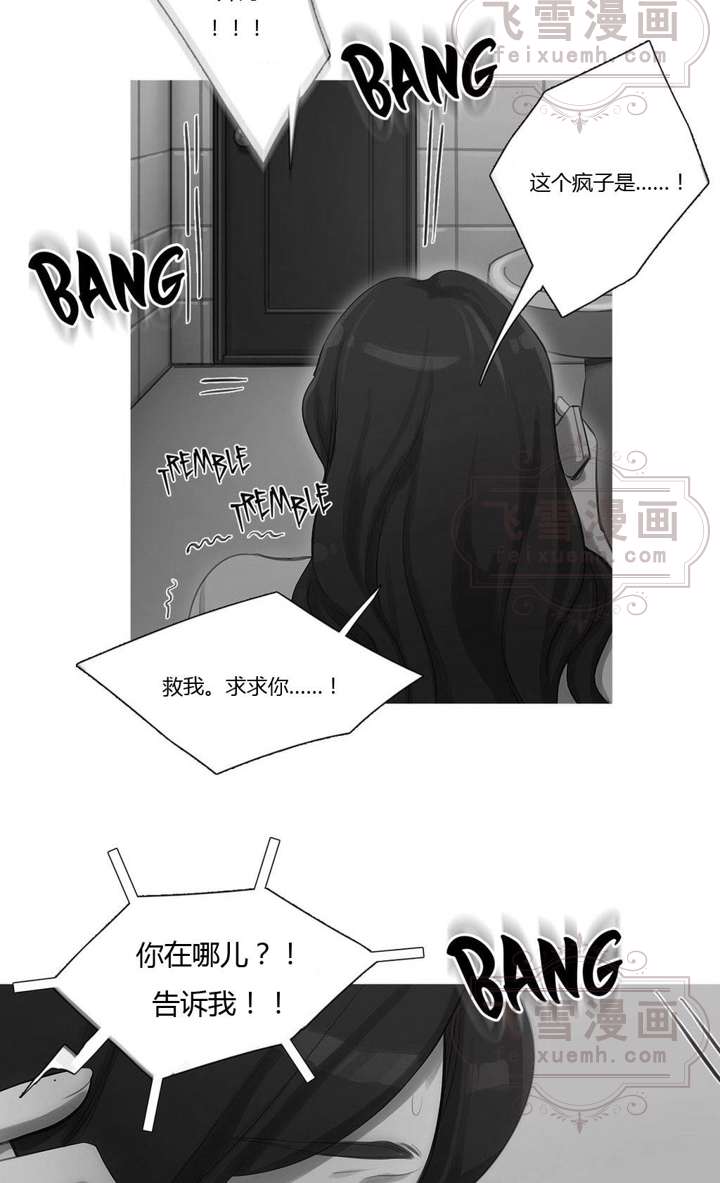 ！！！
BANG
飞雪漫画
feixuemh.com
这个疯子是……！
BANG
TREMBLE
TREMBLE
飞雪漫画
feixuemh.com
救我。求求你……！
你在哪儿？！
告诉我！！
BANG
飞雪漫画
feixuemh.com